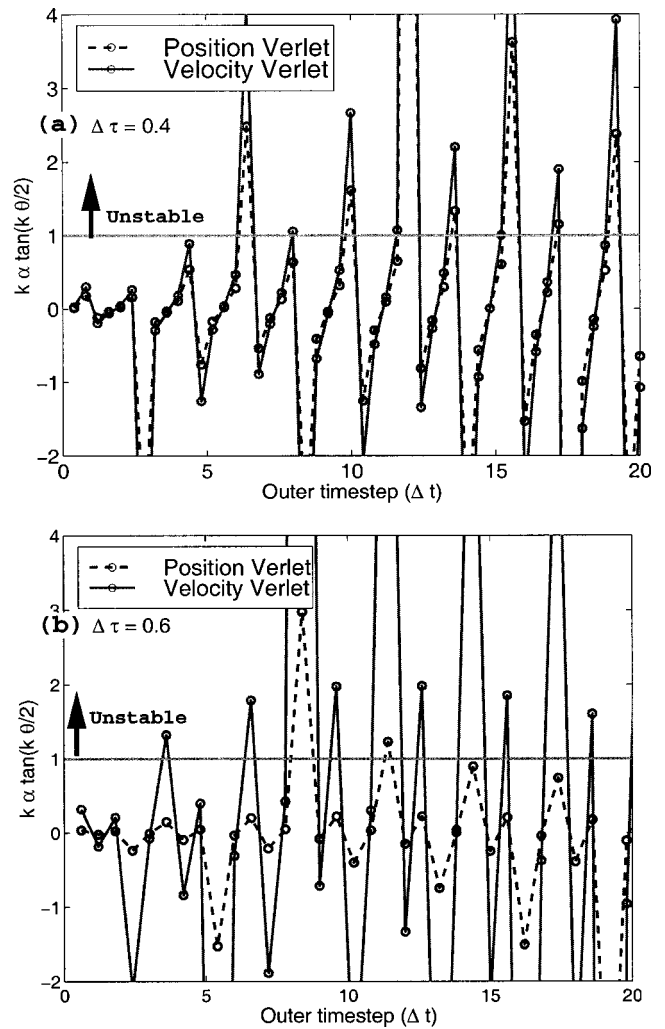 4
3
2
1
0
-1
-2
k α tan(k θ/2)
Position Verlet
Velocity Verlet
(a) Δ τ = 0.4
Unstable
0
5
10
15
20
Outer timestep (Δ t)
4
3
2
1
0
-1
-2
k α tan(k θ/2)
Position Verlet
Velocity Verlet
(b) Δ τ = 0.6
Unstable
0
5
10
15
20
Outer timestep (Δ t)